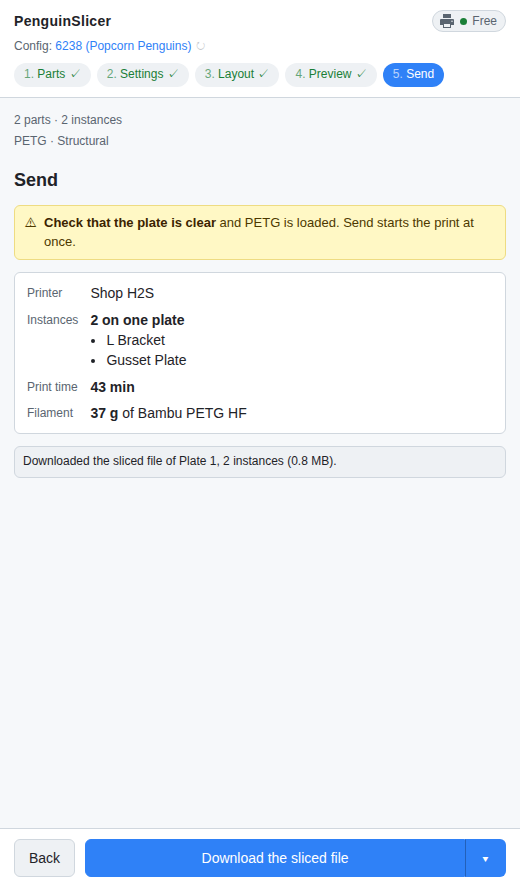 PenguinSlicer
Free
Config: 6238 (Popcorn Penguins)
1. Parts ✓
2. Settings ✓
3. Layout ✓
4. Preview ✓
5. Send
2 parts · 2 instances
PETG · Structural
Send
⚠ Check that the plate is clear and PETG is loaded. Send starts the print at
once.
Printer Shop H2S
Instances 2 on one plate
• L Bracket
• Gusset Plate
Print time 43 min
Filament 37 g of Bambu PETG HF
Downloaded the sliced file of Plate 1, 2 instances (0.8 MB).
Back
Download the sliced file
▼